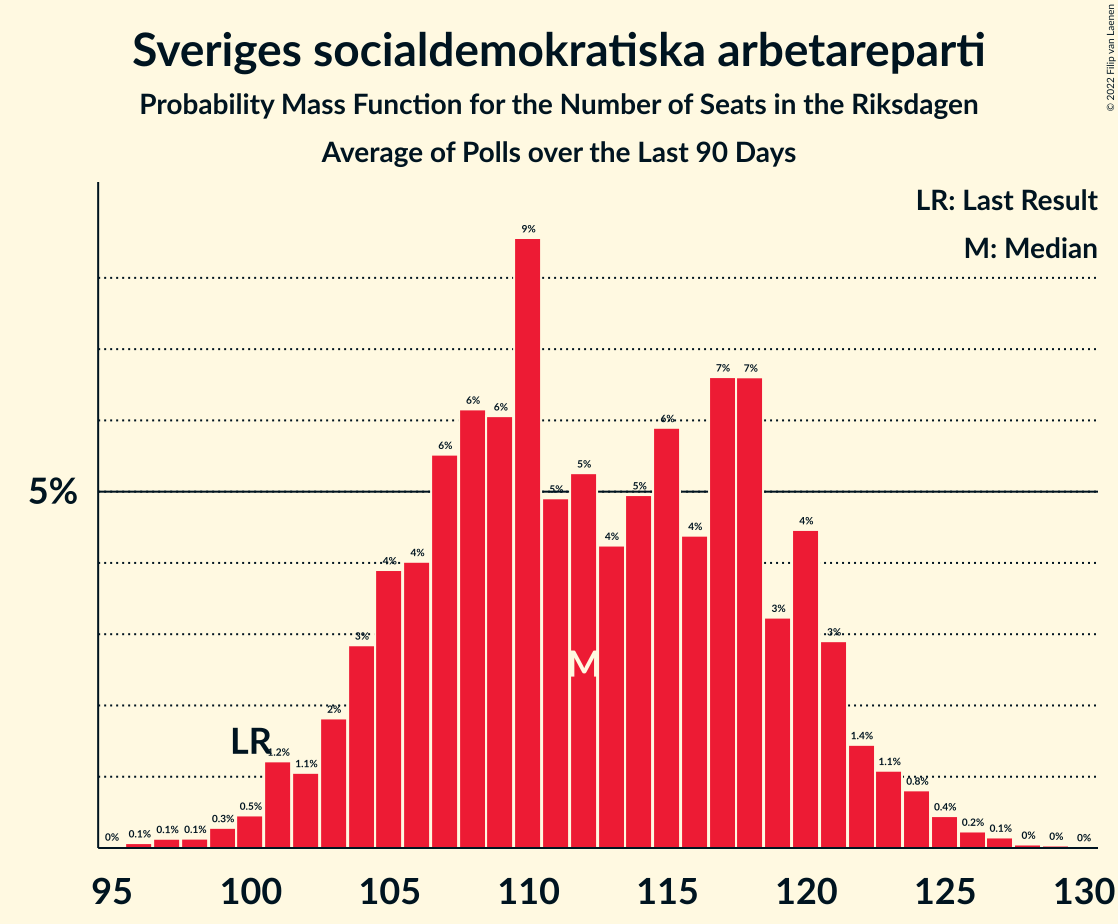 Sveriges socialdemokratiska arbetareparti
Probability Mass Function for the Number of Seats in the Riksdagen
Average of Polls over the Last 90 Days
© 2022 Filip van Laenen
LR: Last Result
M: Median
5%
0% 0.1% 0.1% 0.1% 0.3% 0.5% 1.2% 1.1% 2% 3% 4% 4% 6% 6% 6% 9% 5% 5% 4% 5% 6% 4% 7% 7% 3% 4% 3% 1.4% 1.1% 0.8% 0.4% 0.2% 0.1% 0% 0% 0%
LR
M
95 100 105 110 115 120 125 130